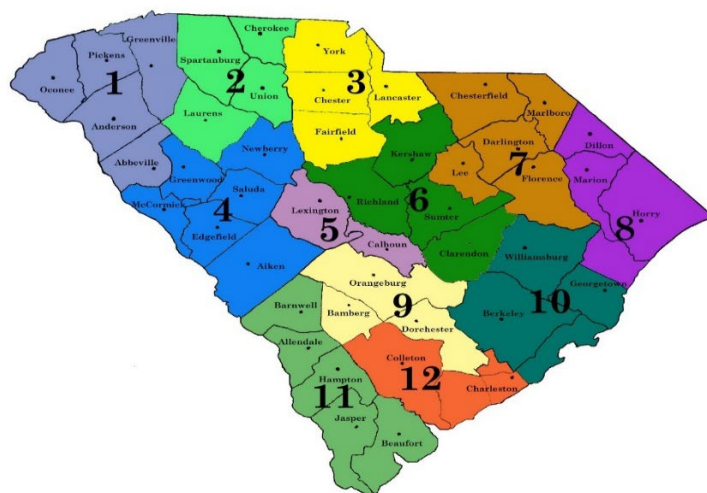 Cherokee
Greenville
Pickens
York
Spartanburg
1
2
3
Oconee
Union
Chester
Lancaster
Chesterfield
Marlboro
Anderson
Laurens
Fairfield
Dillon
Darlington
Newberry
Kershaw
7
Abbeville
Greenwood
Lee
Florence
Marion
Saluda
Richland
6
McCormick
4
Lexington
Sumter
8
Horry
Edgefield
5
Calhoun
Clarendon
Williamsburg
Aiken
Orangeburg
Georgetown
Barnwell
9
10
Bamberg
Berkeley
Dorchester
Allendale
Colleton
Hampton
12
Charleston
11
Jasper
Beaufort